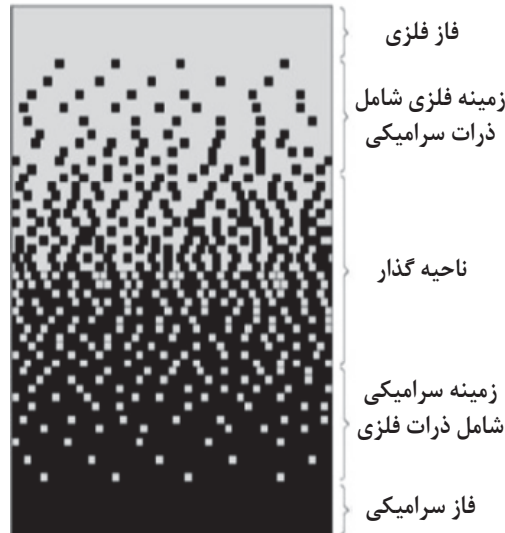 فاز فلزی
زمینه فلزی شامل
ذرات سرامیکی
ناحیه گذار
زمینه سرامیکی
شامل ذرات فلزی
فاز سرامیکی